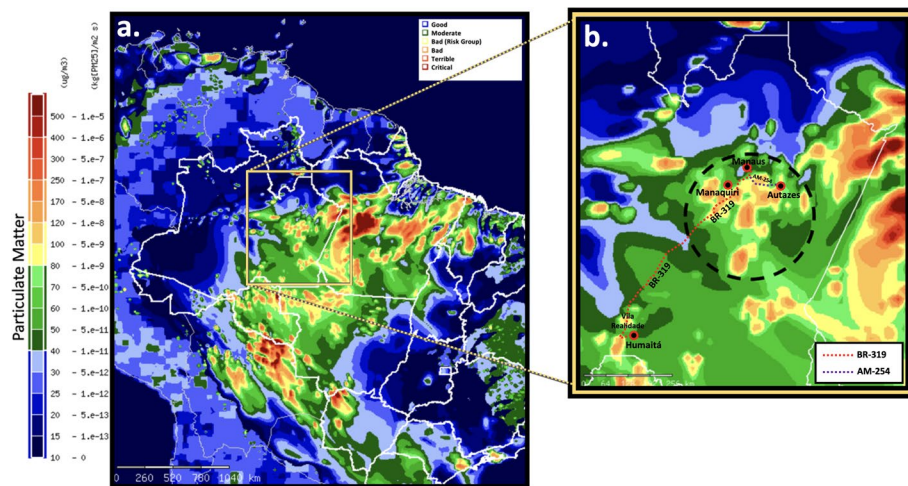 a.
Good
Moderate
Bad (Risk Group)
Bad
Terrible
Critical
Particulate Matter
(ug/m3)
(kg[PM25]/m2 s)
500 - 1.e-5
400 - 1.e-6
300 - 5.e-7
250 - 1.e-7
170 - 5.e-8
120 - 1.e-8
100 - 5.e-9
80 - 1.e-9
70 - 5.e-10
60 - 1.e-10
50 - 5.e-11
40 - 1.e-11
30 - 5.e-12
25 - 1.e-12
20 - 5.e-13
15 - 1.e-13
10 - 0
0 260 520 780 1040 km
b.
Manaus
AM-254
Manaquiri
Autazes
BR-319
BR-319
Vila
Realidade
Humaitá
BR-319
AM-254